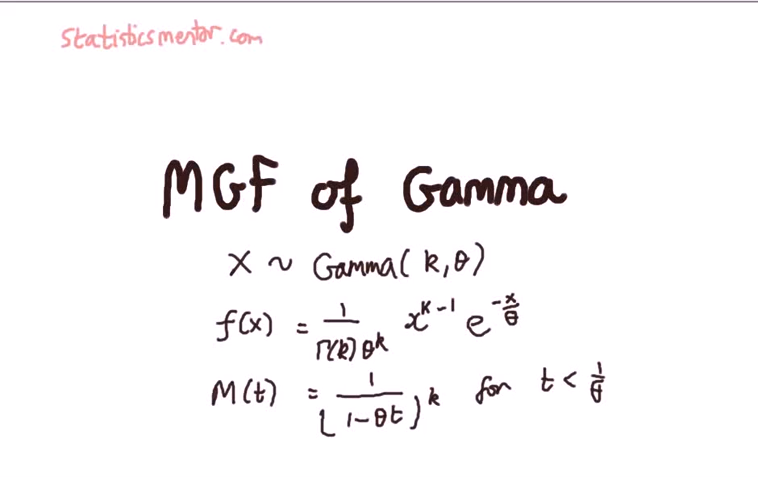 Statisticsmentor.com
MGF of Gamma
X ~ Gamma(k,θ)
f(x) = 1/(Γ(k)θ^k) x^(k-1) e^(-x/θ)
M(t) = 1/(1-θt)^k for t < 1/θ